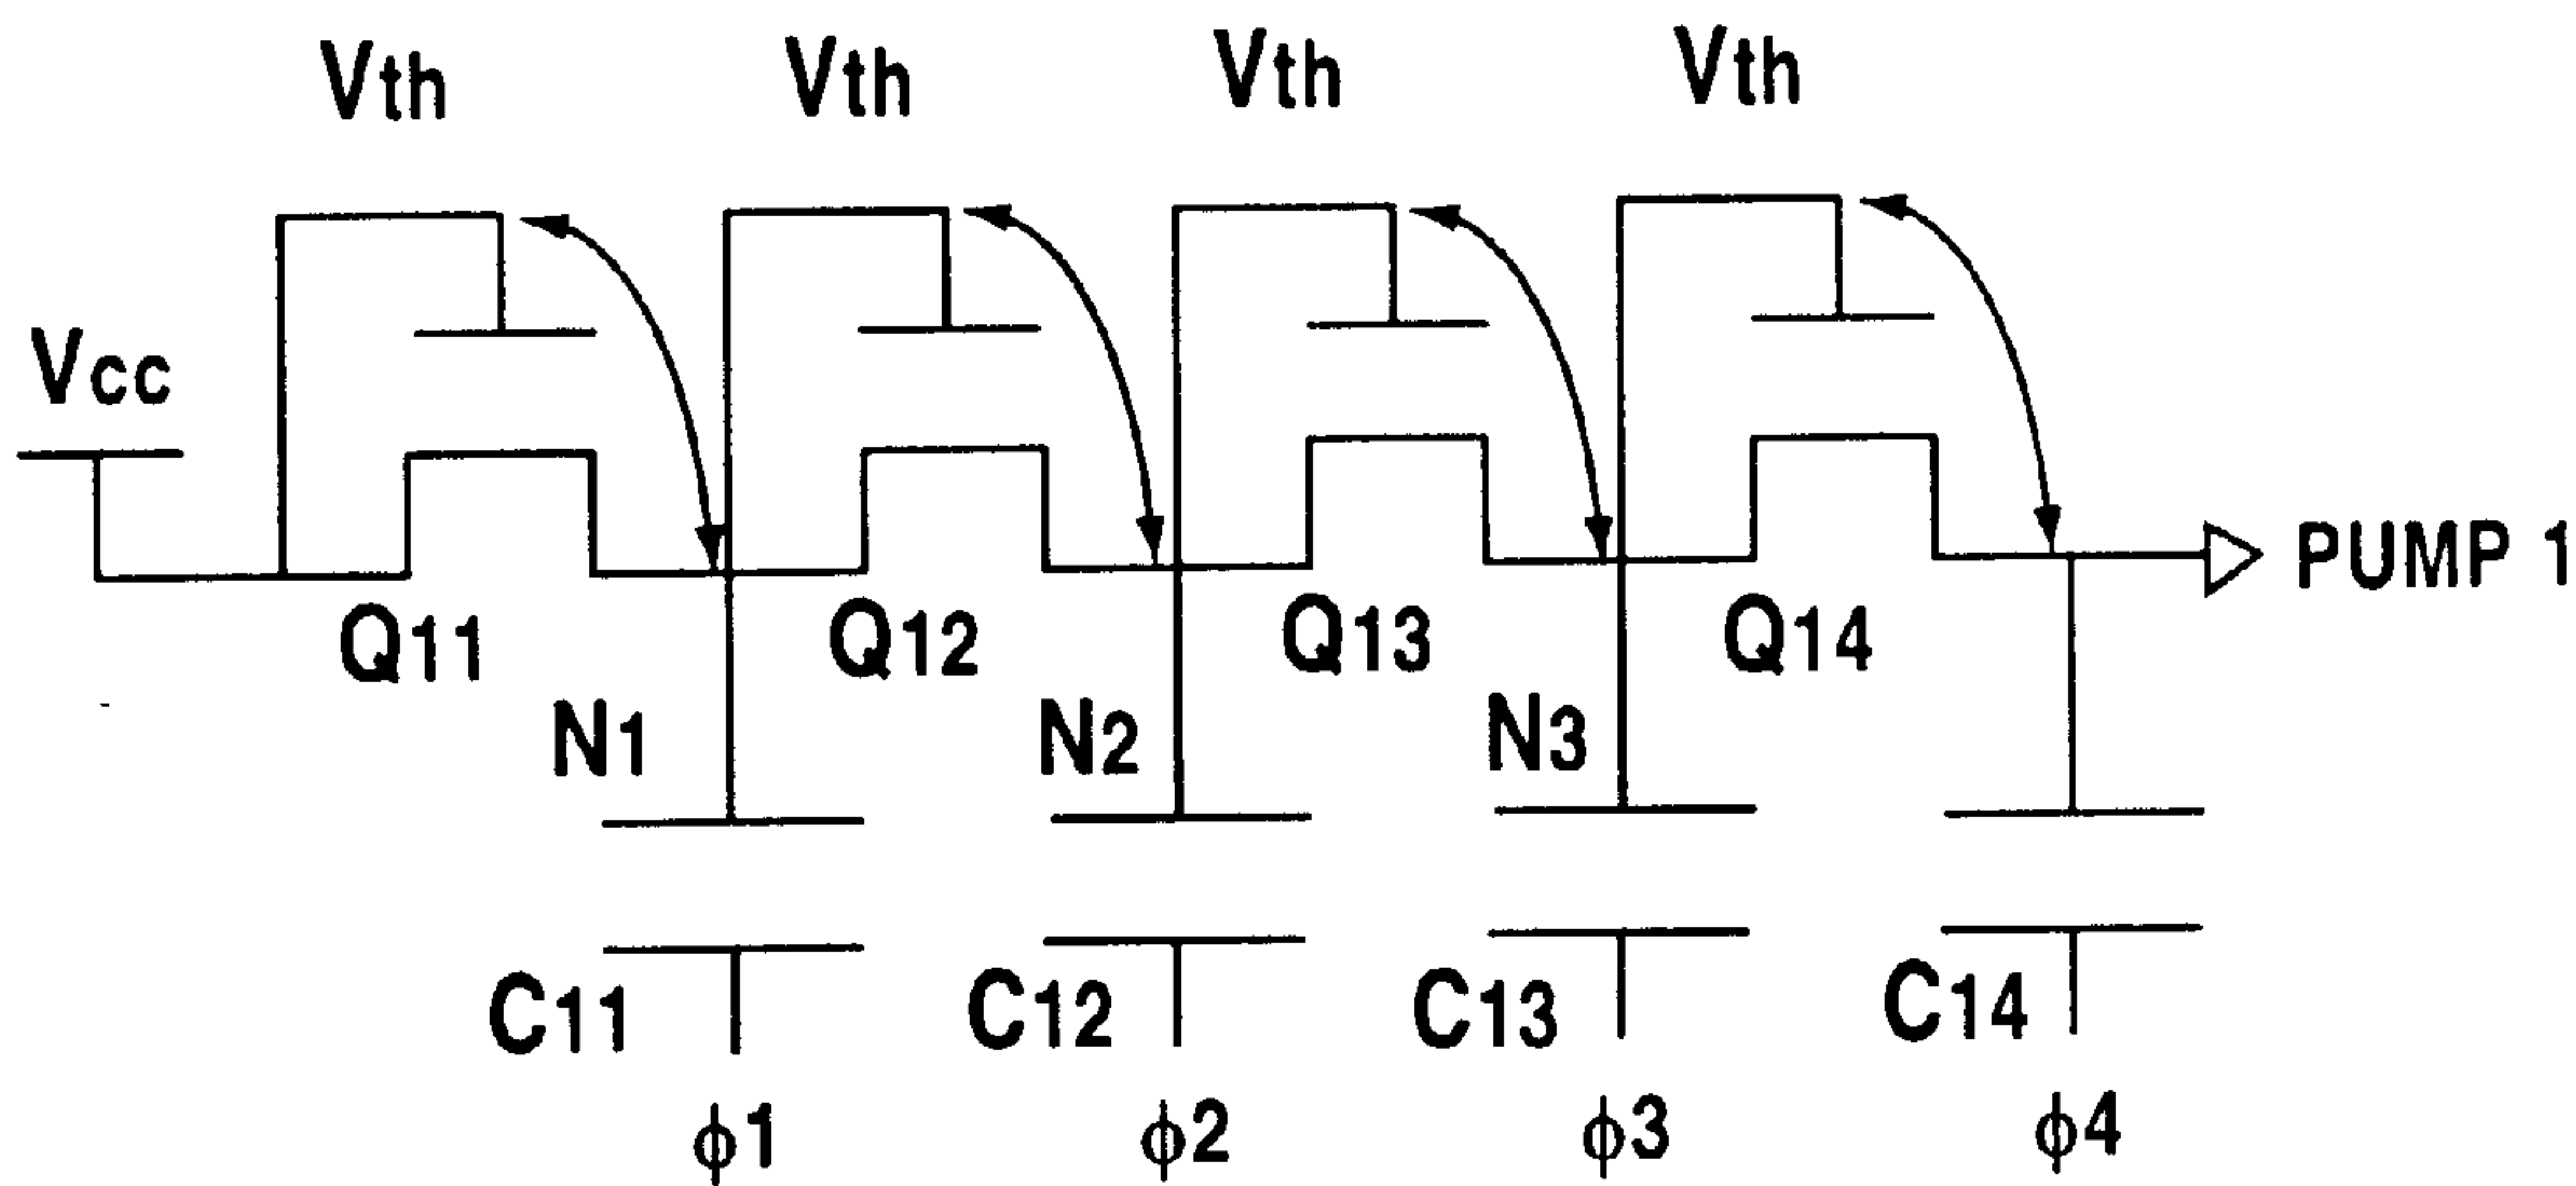 Vth Vth Vth Vth
Vcc
PUMP 1
Q11 Q12 Q13 Q14
N1 N2 N3
C11 C12 C13 C14
ϕ1 ϕ2 ϕ3 ϕ4